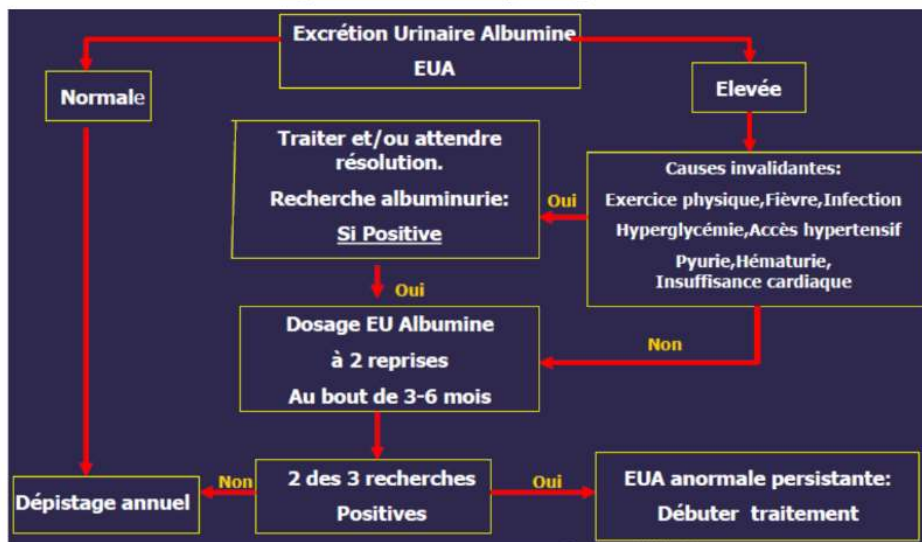 Excrétion Urinaire Albumine
EUA
Normale
Elevée
Traiter et/ou attendre
résolution.
Recherche albuminurie:
Si Positive
Causes invalidantes:
Exercice physique,Fièvre,Infection
Hyperglycémie,Accès hypertensif
Pyurie,Hématurie,
Insuffisance cardiaque
Oui
Oui
Dosage EU Albumine
à 2 reprises
Au bout de 3-6 mois
Non
Dépistage annuel
Non
2 des 3 recherches
Positives
Oui
EUA anormale persistante:
Débuter traitement